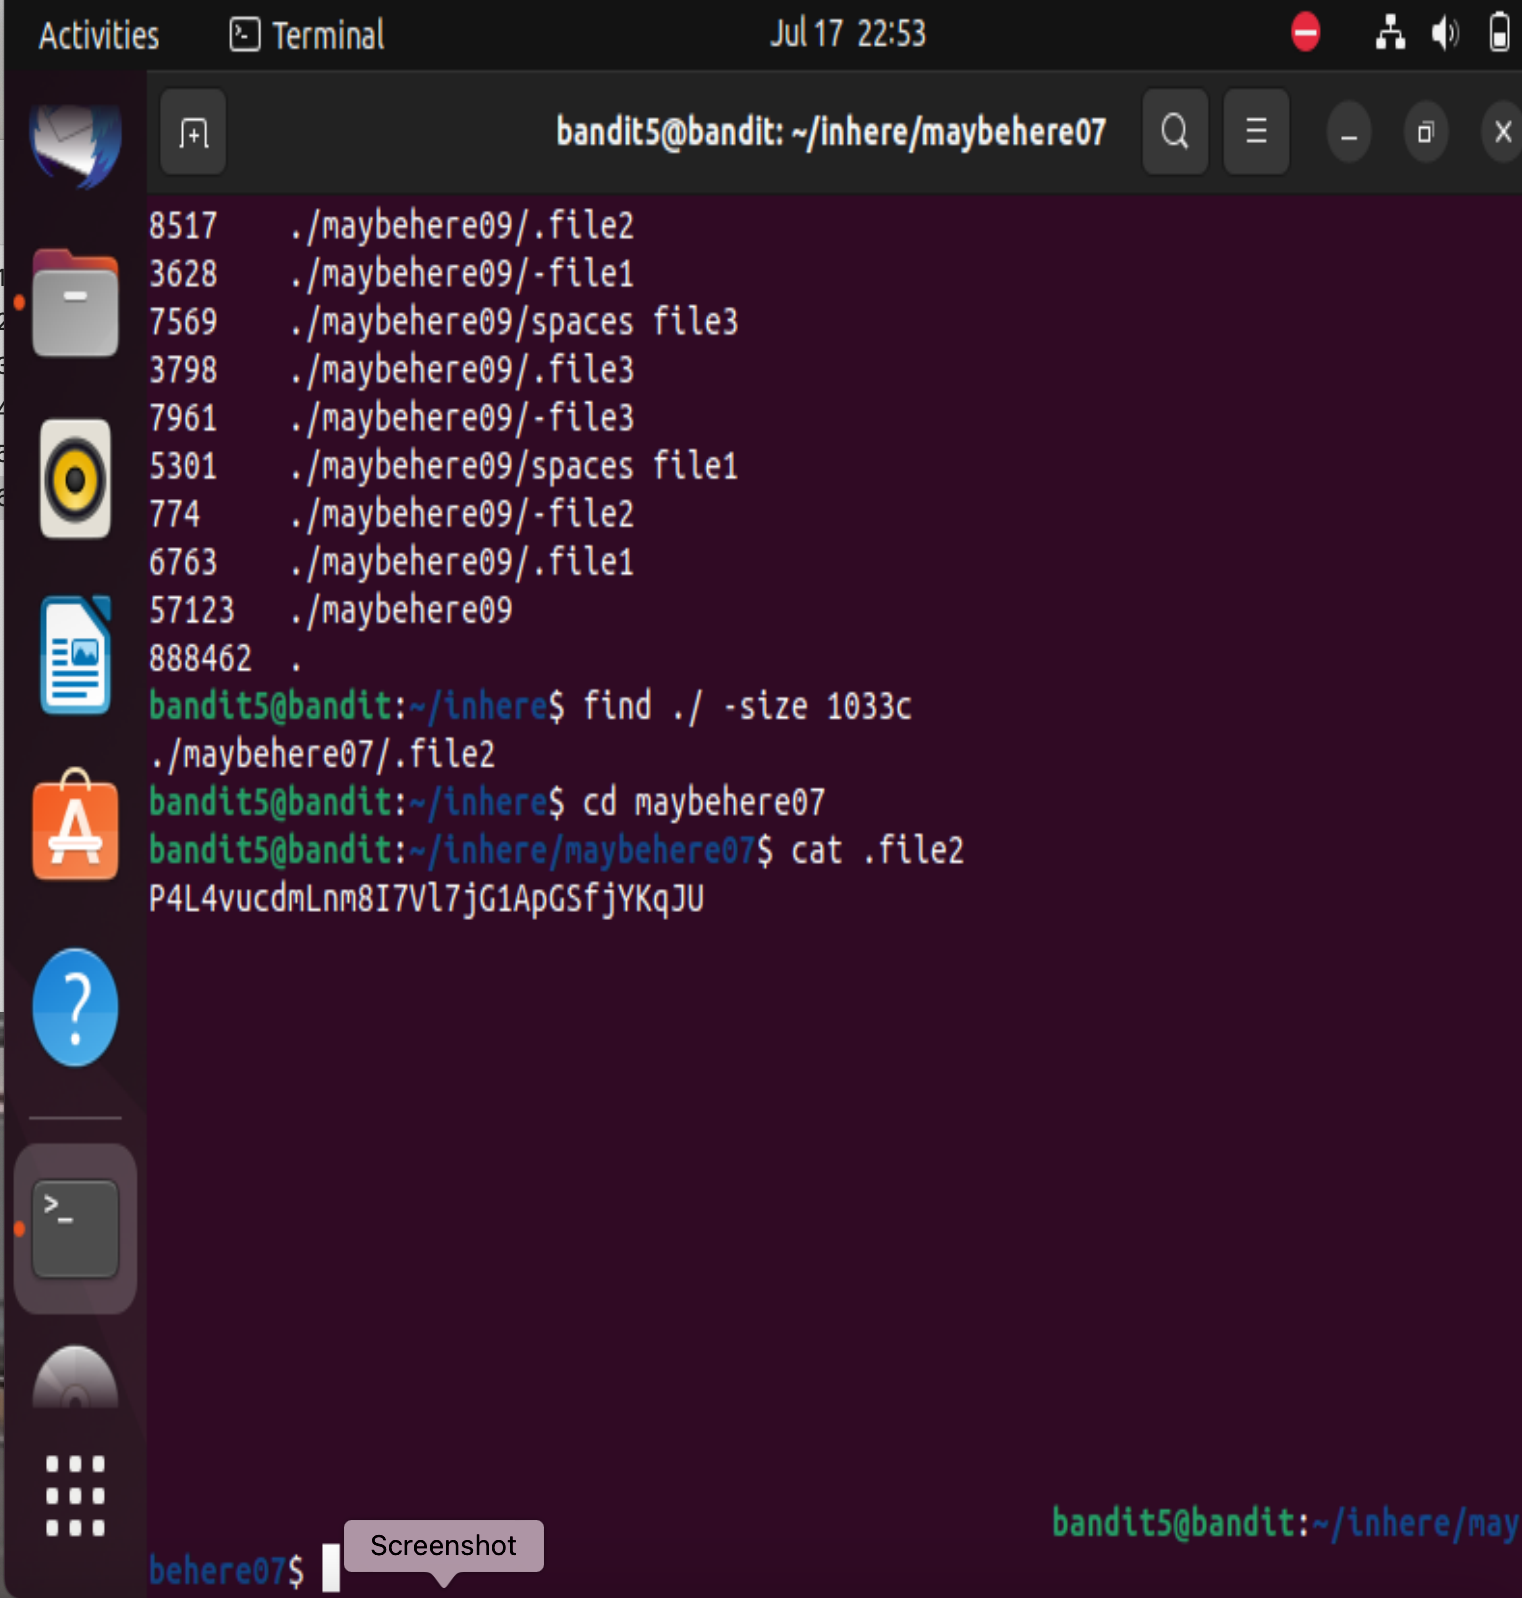 Activities
Terminal
Jul 17 22:53
bandit5@bandit: ~/inhere/maybehere07
8517 ./maybehere09/.file2
3628 ./maybehere09/-file1
7569 ./maybehere09/spaces file3
3798 ./maybehere09/.file3
7961 ./maybehere09/-file3
5301 ./maybehere09/spaces file1
774 ./maybehere09/-file2
6763 ./maybehere09/.file1
57123 ./maybehere09
888462 .
bandit5@bandit:~/inhere$ find ./ -size 1033c
./maybehere07/.file2
bandit5@bandit:~/inhere$ cd maybehere07
bandit5@bandit:~/inhere/maybehere07$ cat .file2
P4L4vucdmLnm8I7Vl7jG1ApGSfjYKqJU
bandit5@bandit:~/inhere/may
behere07$
Screenshot